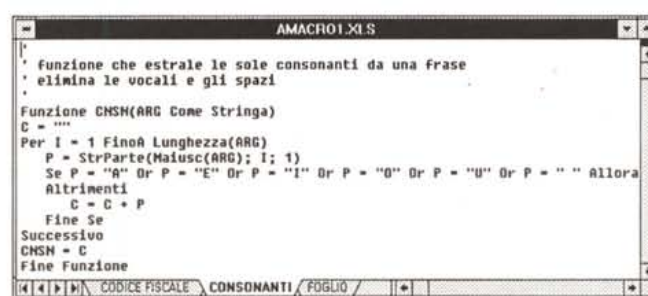 AMACRO1.XLS
'
' funzione che estrale le sole consonanti da una frase
' elimina le vocali e gli spazi
'
Funzione CNSN(ARG Come Stringa)
C = ""
Per I = 1 FinoA Lunghezza(ARG)
P = StrParte(Maiusc(ARG); I; 1)
Se P = "A" Or P = "E" Or P = "I" Or P = "O" Or P = "U" Or P = " " Allora
Altrimenti
C = C + P
Fine Se
Successivo
CNSN = C
Fine Funzione
CODICE FISCALE CONSONANTI FOGLIO